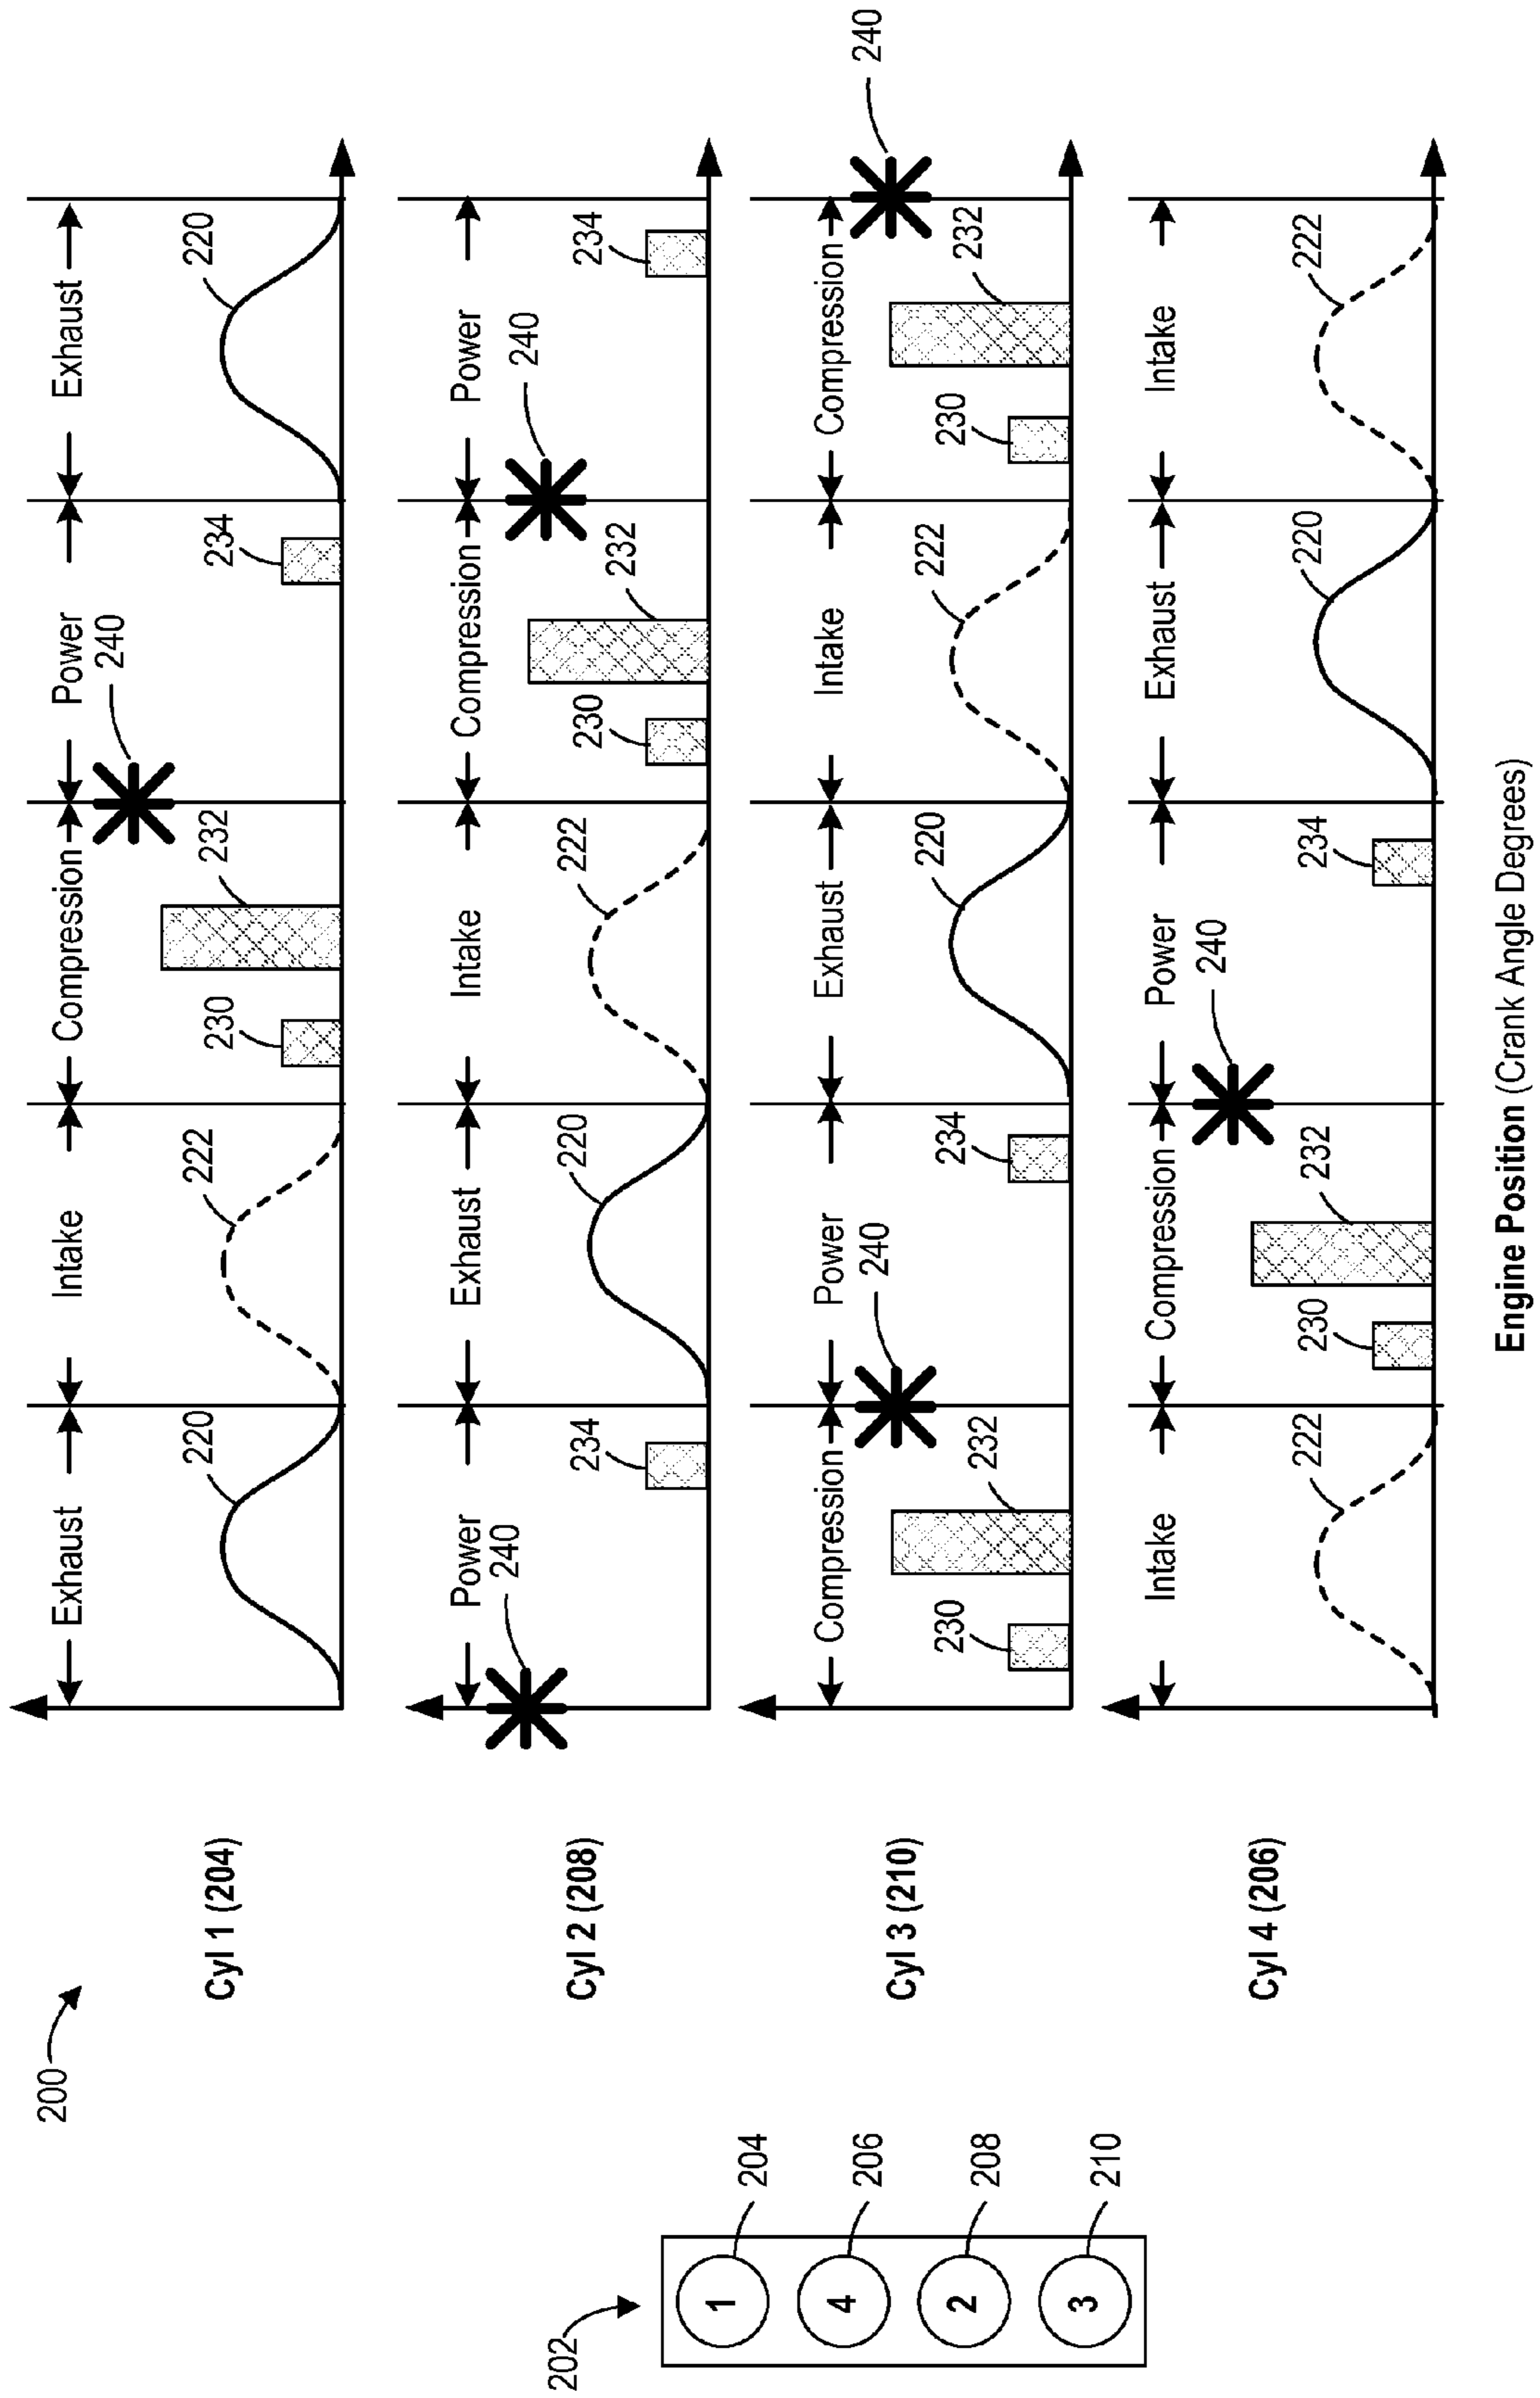 200
202
1
4
2
3
204
206
208
210
Cyl 1 (204)
Exhaust
Intake
Compression
Power
Exhaust
220
222
230
232
240
234
220
Cyl 2 (208)
Power
Exhaust
Intake
Compression
Power
240
234
220
222
230
232
240
234
Cyl 3 (210)
Compression
Power
Exhaust
Intake
Compression
230
232
240
234
220
222
230
232
240
Cyl 4 (206)
Intake
Compression
Power
Exhaust
Intake
222
230
232
240
234
220
222
Engine Position (Crank Angle Degrees)